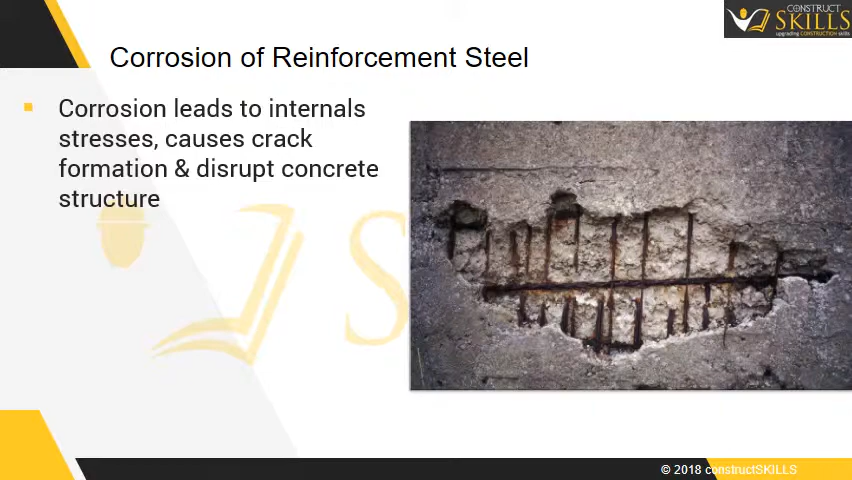 CONSTRUCT
SKILLS
upgrading CONSTRUCTION skills
Corrosion of Reinforcement Steel
Corrosion leads to internals
stresses, causes crack
formation & disrupt concrete
structure
S
© 2018 constructSKILLS